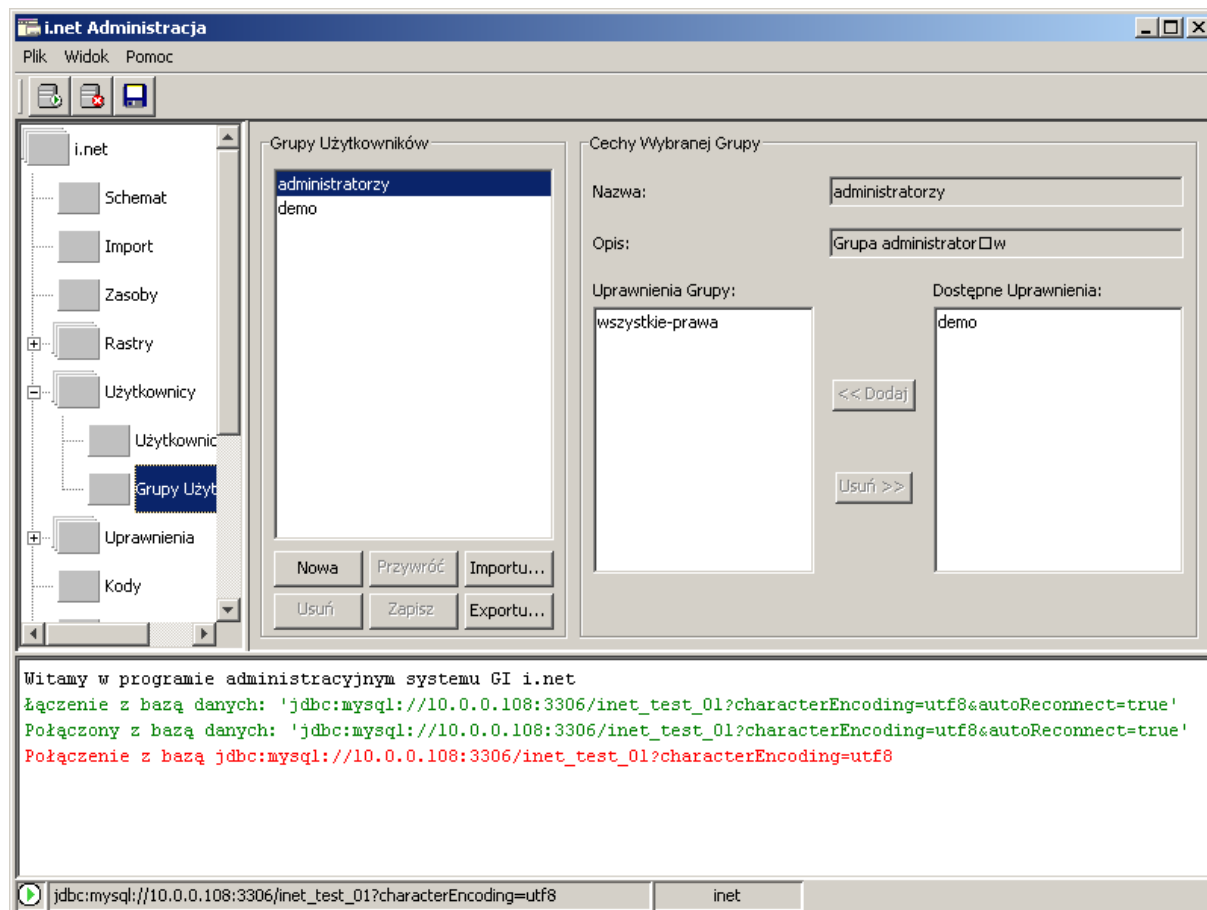 i.net Administracja
Plik Widok Pomoc
i.net
Schemat
Import
Zasoby
Rastry
Użytkownicy
Użytkownic
Grupy Użyt
Uprawnienia
Kody
Grupy Użytkowników
administratorzy
demo
Nowa Przywróć Importu...
Usuń Zapisz Exportu...
Cechy Wybranej Grupy
Nazwa: administratorzy
Opis: Grupa administrator□w
Uprawnienia Grupy:
wszystkie-prawa
<< Dodaj
Usuń >>
Dostępne Uprawnienia:
demo
Witamy w programie administracyjnym systemu GI i.net
Łączenie z bazą danych: 'jdbc:mysql://10.0.0.108:3306/inet_test_01?characterEncoding=utf8&autoReconnect=true'
Połączony z bazą danych: 'jdbc:mysql://10.0.0.108:3306/inet_test_01?characterEncoding=utf8&autoReconnect=true'
Połączenie z bazą jdbc:mysql://10.0.0.108:3306/inet_test_01?characterEncoding=utf8
jdbc:mysql://10.0.0.108:3306/inet_test_01?characterEncoding=utf8 inet